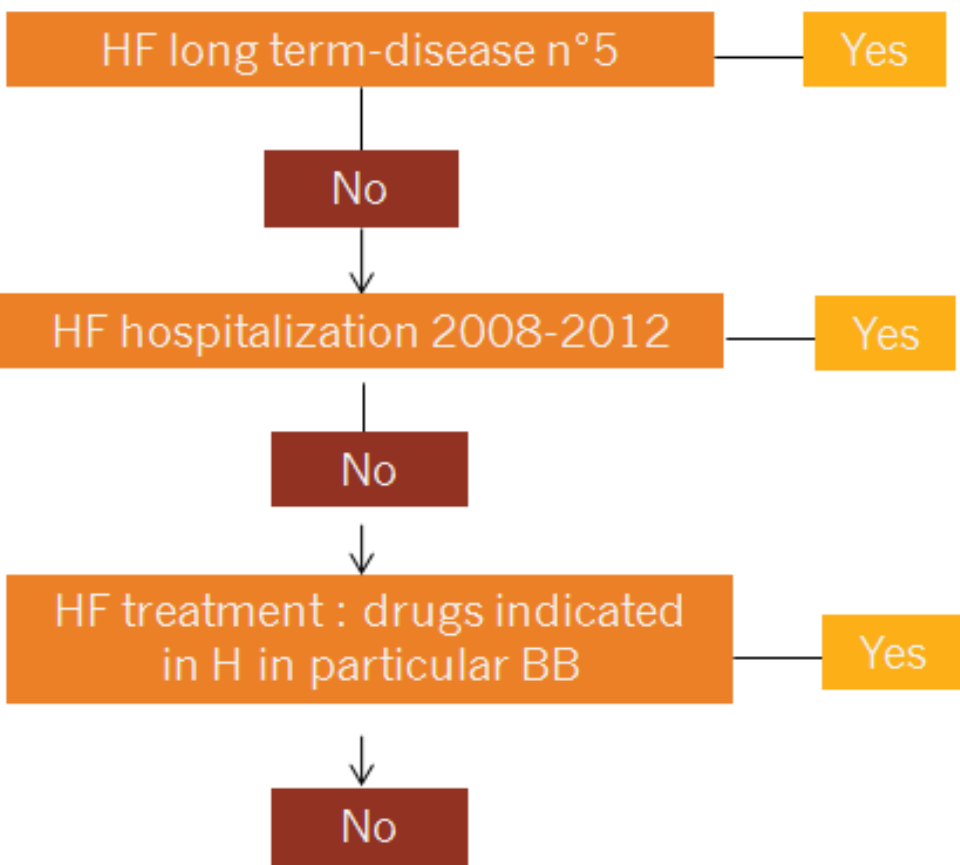 HF long term-disease n°5
Yes
No
HF hospitalization 2008-2012
Yes
No
HF treatment : drugs indicated
in H in particular BB
Yes
No